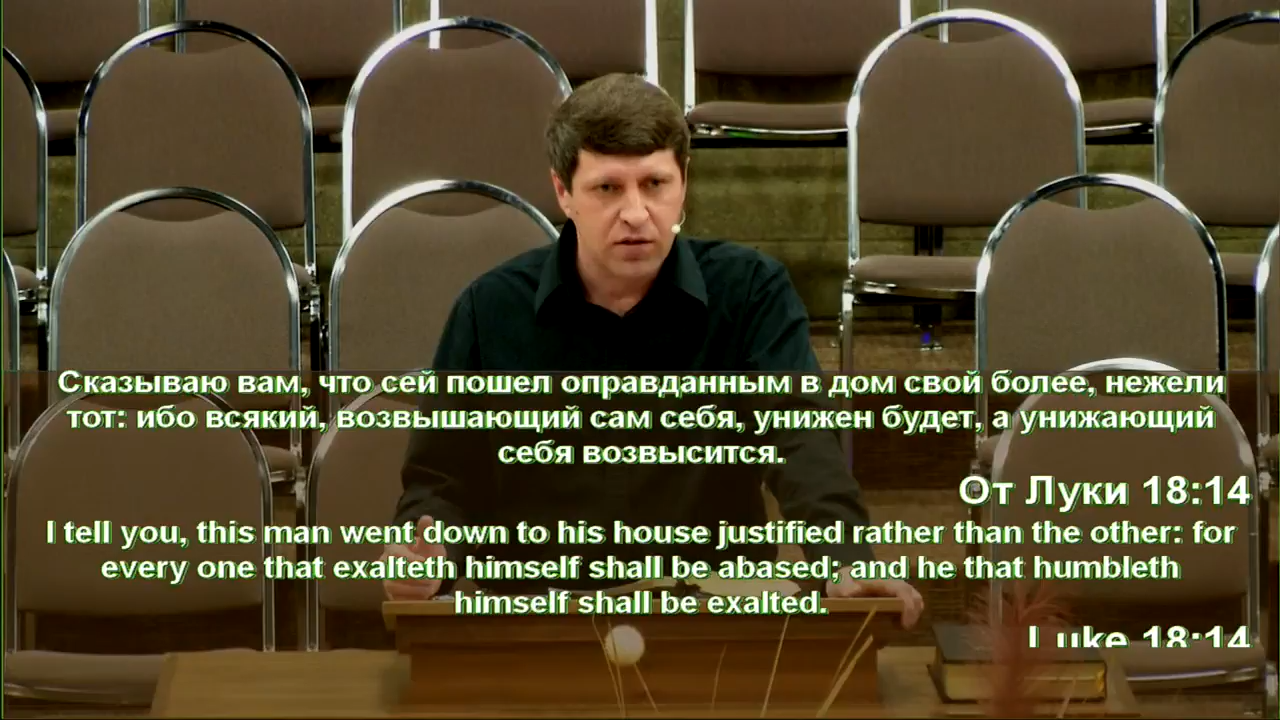 Сказываю вам, что сей пошел оправданным в дом свой более, нежели
тот: ибо всякий, возвышающий сам себя, унижен будет, а унижающий
себя возвысится.
От Луки 18:14
I tell you, this man went down to his house justified rather than the other: for
every one that exalteth himself shall be abased; and he that humbleth
himself shall be exalted.
Luke 18:14